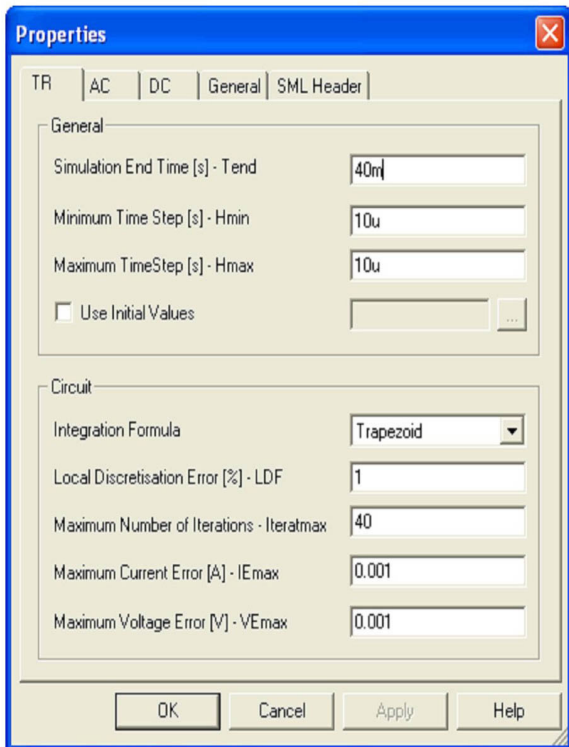 Properties
TR AC DC General SML Header
General
Simulation End Time [s] - Tend 40m
Minimum Time Step [s] - Hmin 10u
Maximum TimeStep [s] - Hmax 10u
Use Initial Values ...
Circuit
Integration Formula Trapezoid
Local Discretisation Error [%] - LDF 1
Maximum Number of Iterations - Iteratmax 40
Maximum Current Error [A] - IEmax 0.001
Maximum Voltage Error [V] - VEmax 0.001
OK Cancel Apply Help